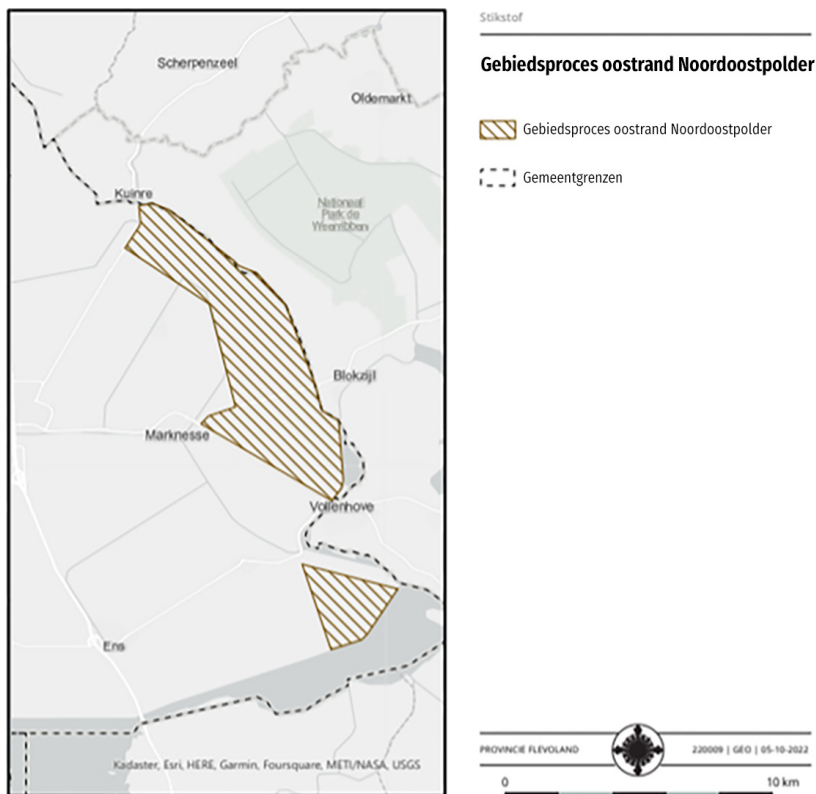 Stikstof
Gebiedsproces oostrand Noordoostpolder
Gebiedsproces oostrand Noordoostpolder
Gemeentgrenzen
Scherpenzeel
Oldemarkt
Kuinre
Nationaal
Park de
Weerribben
Blokzijl
Marknesse
Vollenhove
Ens
Kadaster, Esri, HERE, Garmin, Foursquare, METI/NASA, USGS
PROVINCIE FLEVOLAND
220009 | GEO | 05-10-2022
0 10 km